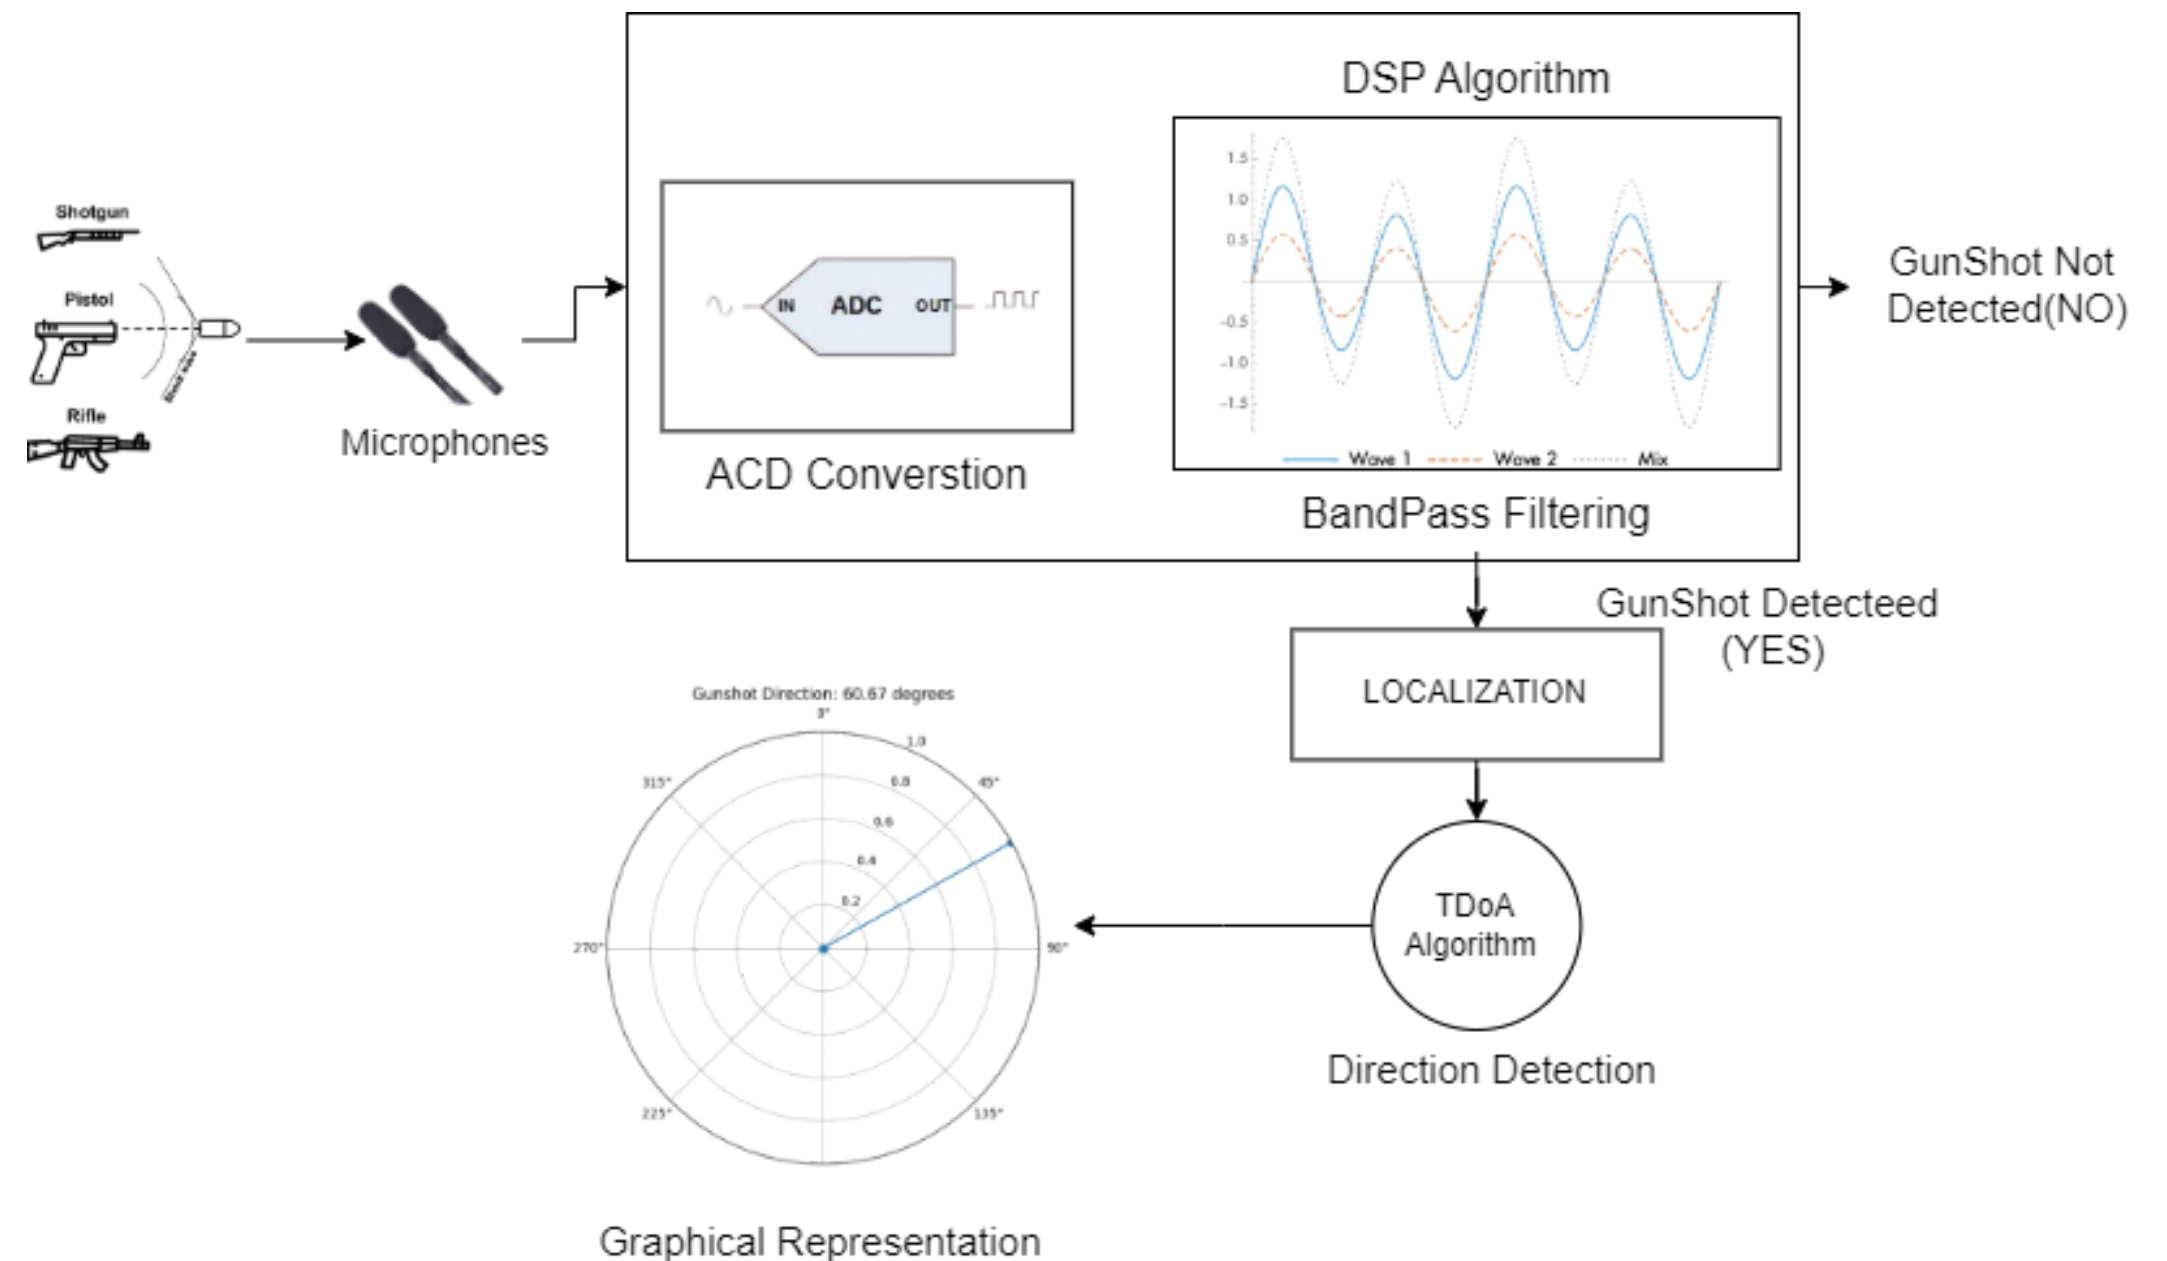 Shotgun
Pistol
Rifle
Microphones
IN
ADC
OUT
ACD Converstion
DSP Algorithm
1.5
1.0
0.5
-0.5
-1.0
-1.5
Wave 1
Wave 2
Mix
BandPass Filtering
GunShot Not
Detected(NO)
GunShot Detecteed
(YES)
LOCALIZATION
TDoA
Algorithm
Direction Detection
Gunshot Direction: 60.67 degrees
0°
1.0
315°
0.8
45°
0.6
0.4
0.2
270°
90°
225°
135°
Graphical Representation